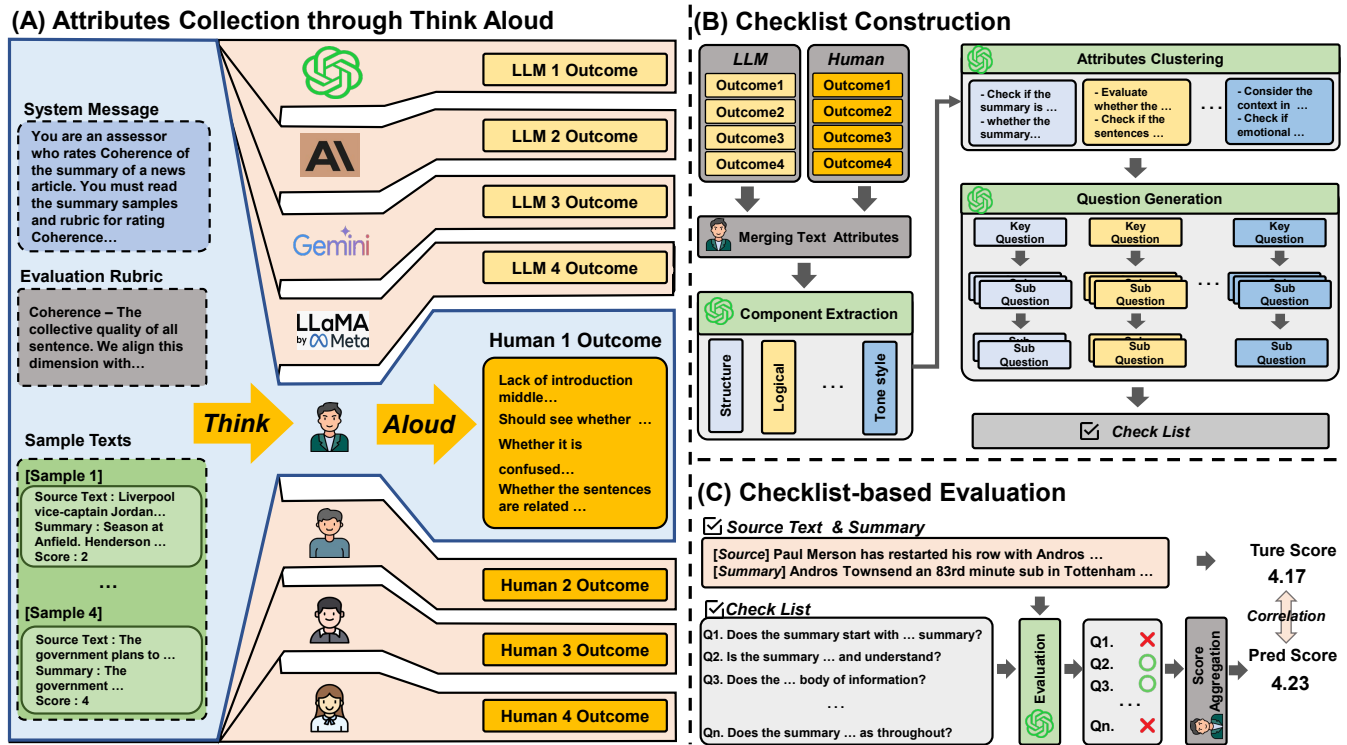 (A) Attributes Collection through Think Aloud
System Message
You are an assessor
who rates Coherence of
the summary of a news
article. You must read
the summary samples
and rubric for rating
Coherence…
Evaluation Rubric
Coherence – The
collective quality of all
sentence. We align this
dimension with…
Sample Texts
[Sample 1]
Source Text : Liverpool
vice-captain Jordan…
Summary : Season at
Anfield. Henderson …
Score : 2
…
[Sample 4]
Source Text : The
government plans to …
Summary : The
government …
Score : 4
Think
Aloud
AI
Gemini
LLaMA
by Meta
LLM 1 Outcome
LLM 2 Outcome
LLM 3 Outcome
LLM 4 Outcome
Human 1 Outcome
Lack of introduction
middle…
Should see whether …
Whether it is
confused…
Whether the sentences
are related …
Human 2 Outcome
Human 3 Outcome
Human 4 Outcome
(B) Checklist Construction
LLM
Outcome1
Outcome2
Outcome3
Outcome4
Human
Outcome1
Outcome2
Outcome3
Outcome4
Merging Text Attributes
Component Extraction
Structure
Logical
...
Tone style
Attributes Clustering
- Check if the
summary is …
- whether the
summary…
- Evaluate
whether the …
- Check if the
sentences …
...
- Consider the
context in …
- Check if
emotional …
Question Generation
Key
Question
Key
Question
Key
Question
Sub
Question
Sub
Question
...
Sub
Question
Sub
Question
Sub
Question
Sub
Question
Check List
(C) Checklist-based Evaluation
Source Text & Summary
[Source] Paul Merson has restarted his row with Andros …
[Summary] Andros Townsend an 83rd minute sub in Tottenham …
Check List
Q1. Does the summary start with … summary?
Q2. Is the summary … and understand?
Q3. Does the … body of information?
...
Qn. Does the summary … as throughout?
Evaluation
Q1.
Q2.
Q3.
...
Qn.
Score
Aggregation
Ture Score
4.17
Correlation
Pred Score
4.23